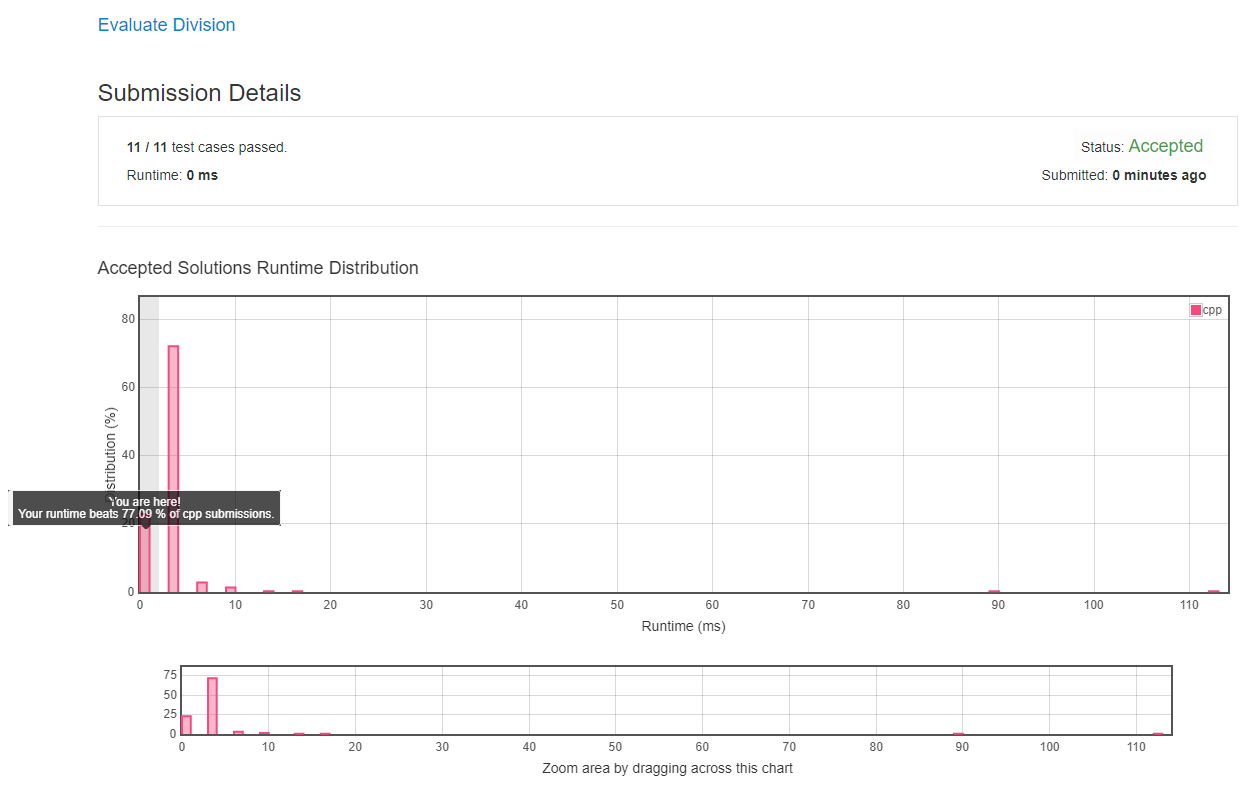 Evaluate Division
Submission Details
11 / 11 test cases passed.
Status: Accepted
Runtime: 0 ms
Submitted: 0 minutes ago
Accepted Solutions Runtime Distribution
cpp
80
60
40
20
0
Distribution (%)
You are here!
Your runtime beats 77.09 % of cpp submissions.
0 10 20 30 40 50 60 70 80 90 100 110
Runtime (ms)
75
50
25
0
0 10 20 30 40 50 60 70 80 90 100 110
Zoom area by dragging across this chart